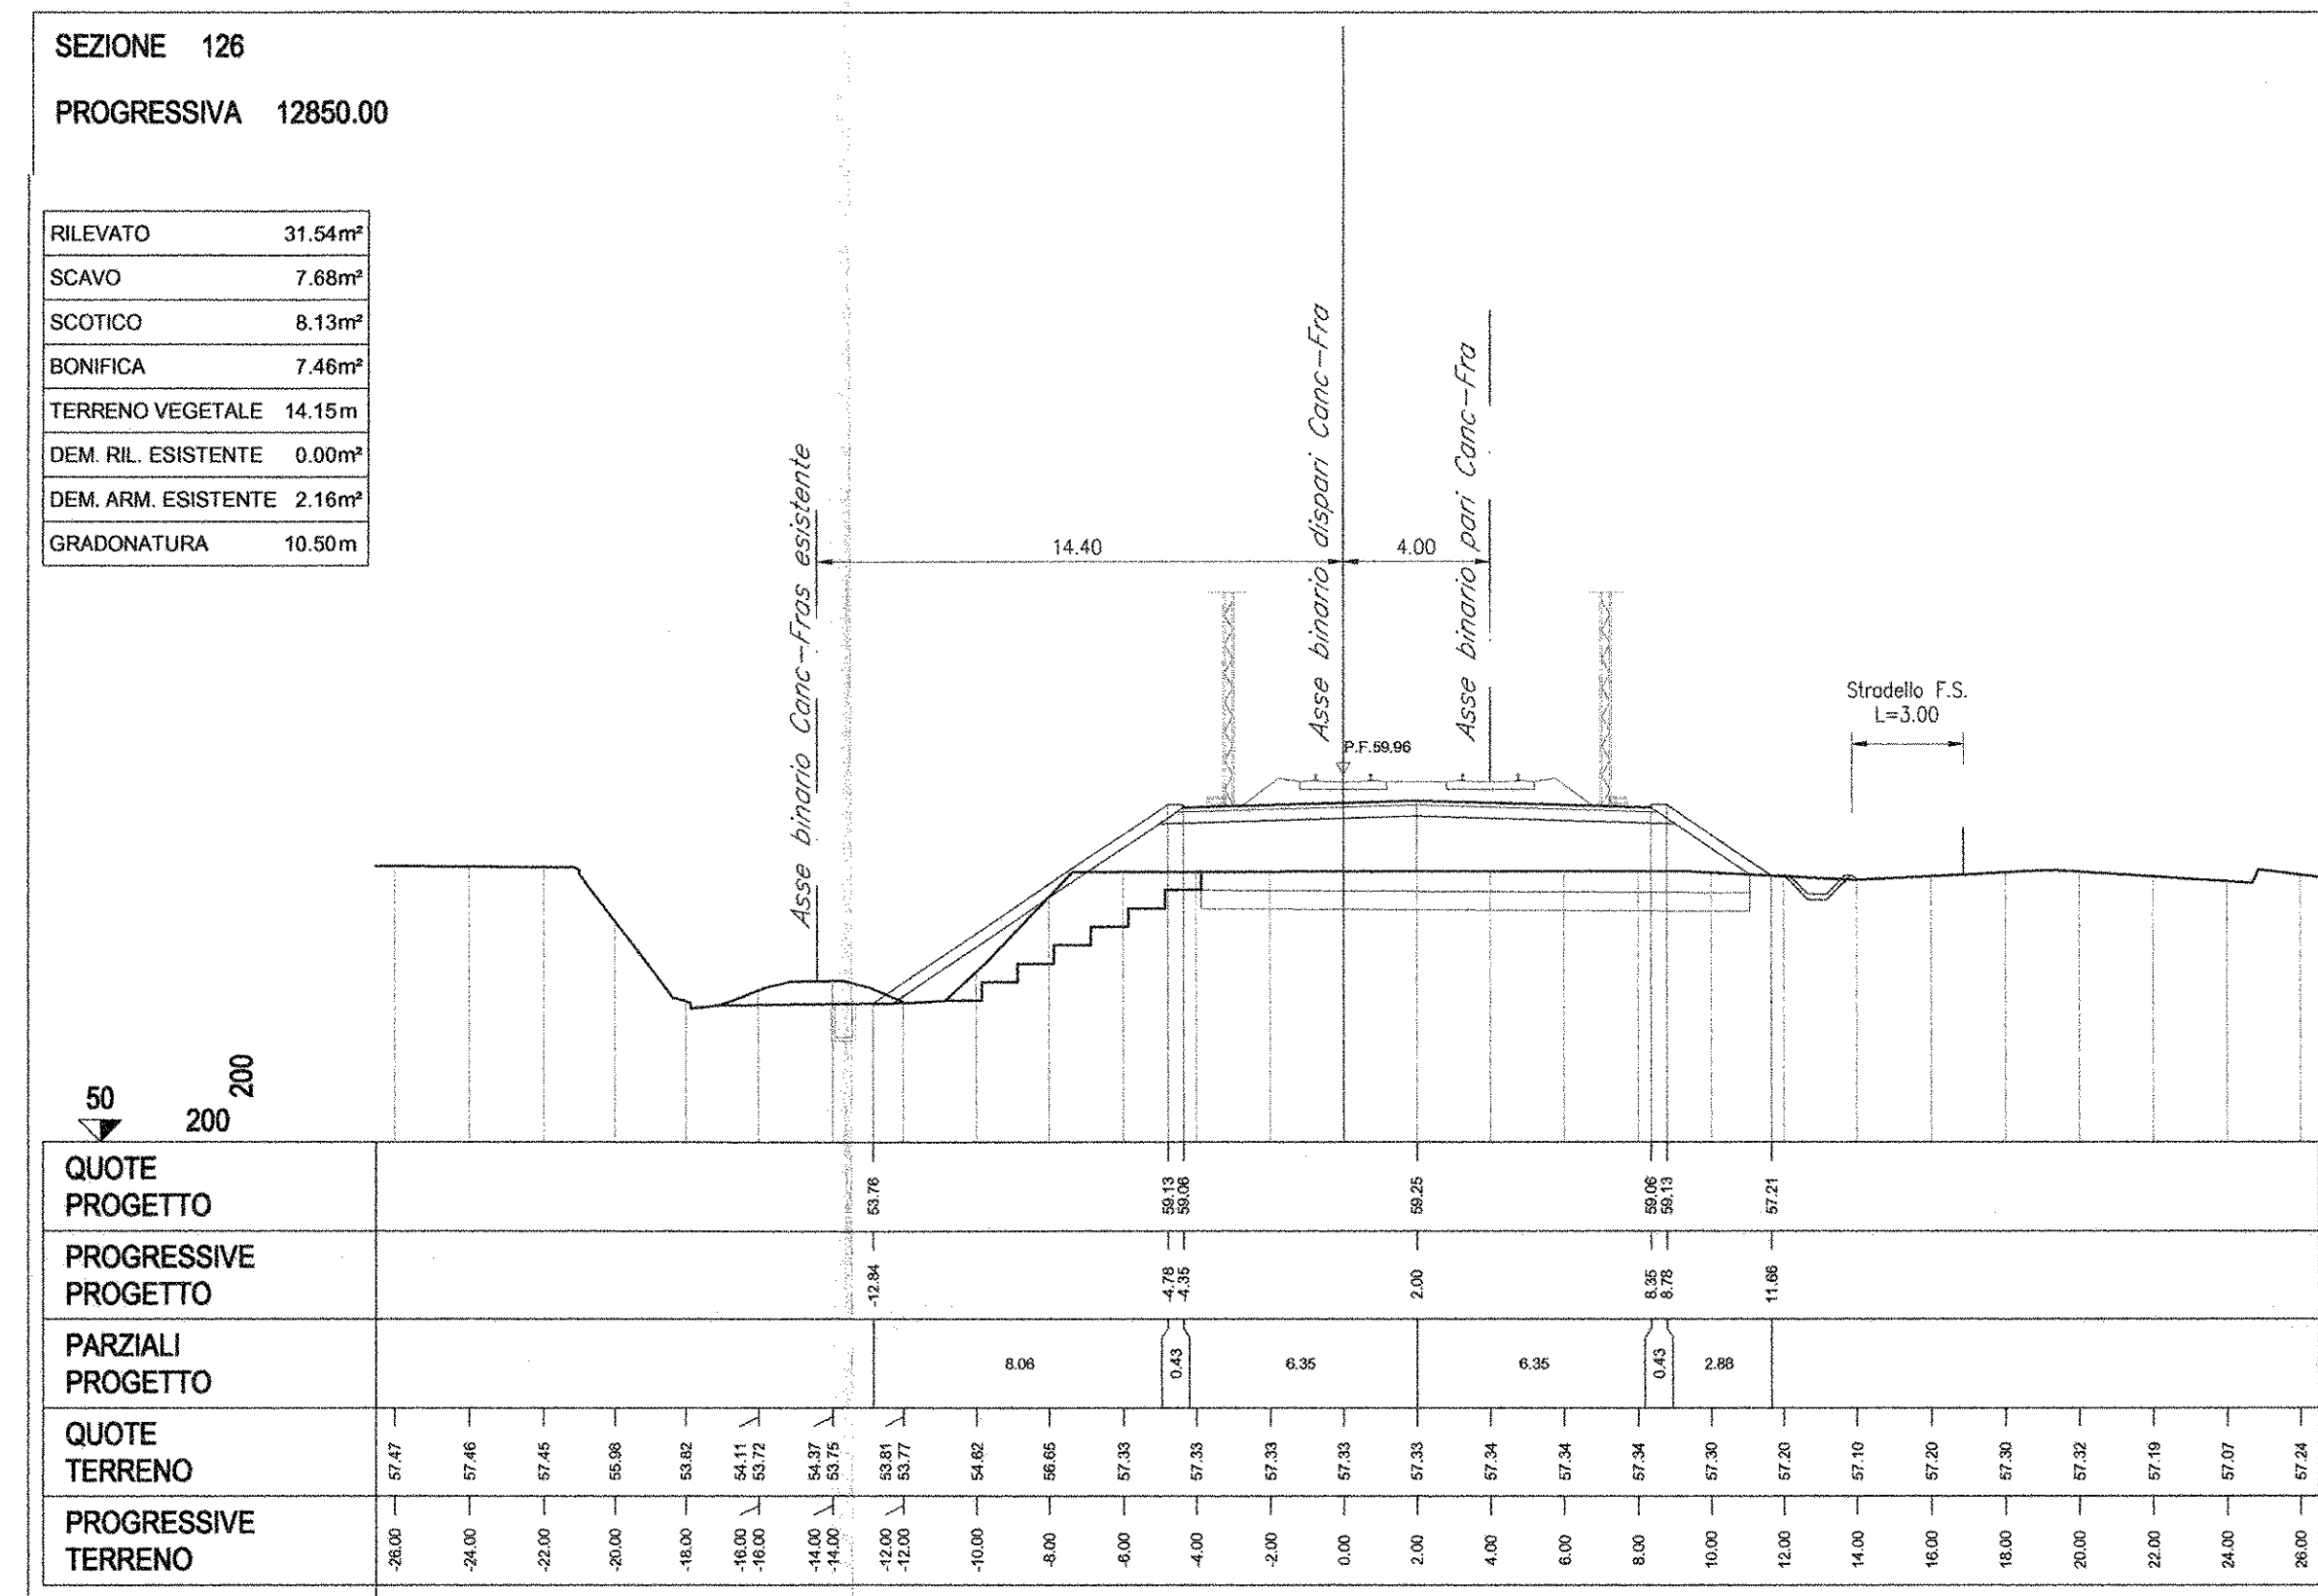 SEZIONE 126
PROGRESSIVA 12850.00
RILEVATO 31.54m²
SCAVO 7.68m²
SCOTICO 8.13m²
BONIFICA 7.46m²
TERRENO VEGETALE 14.15m
DEM. RIL. ESISTENTE 0.00m²
DEM. ARM. ESISTENTE 2.16m²
GRADONATURA 10.50m
Asse binario Canc-Fras esistente
Asse binario dispari Canc-Fra
Asse binario pari Canc-Fra
14.40
4.00
P.F.59.96
Stradello F.S.
L=3.00
50
200
200
QUOTE
PROGETTO
53.76 59.13 59.06 59.25 59.06 59.13 57.21
PROGRESSIVE
PROGETTO
-12.84 -4.78 -4.35 2.00 8.35 8.78 11.66
PARZIALI
PROGETTO
8.06 0.43 6.35 6.35 0.43 2.88
QUOTE
TERRENO
57.47 57.46 57.45 55.98 53.82 54.11 53.72 54.37 53.75 53.81 53.77 54.62 56.65 57.33 57.33 57.33 57.33 57.33 57.34 57.34 57.34 57.30 57.20 57.10 57.20 57.30 57.32 57.19 57.07 57.24
PROGRESSIVE
TERRENO
-26.00 -24.00 -22.00 -20.00 -18.00 -16.00 -16.00 -14.00 -14.00 -12.00 -12.00 -10.00 -8.00 -6.00 -4.00 -2.00 0.00 2.00 4.00 6.00 8.00 10.00 12.00 14.00 16.00 18.00 20.00 22.00 24.00 26.00